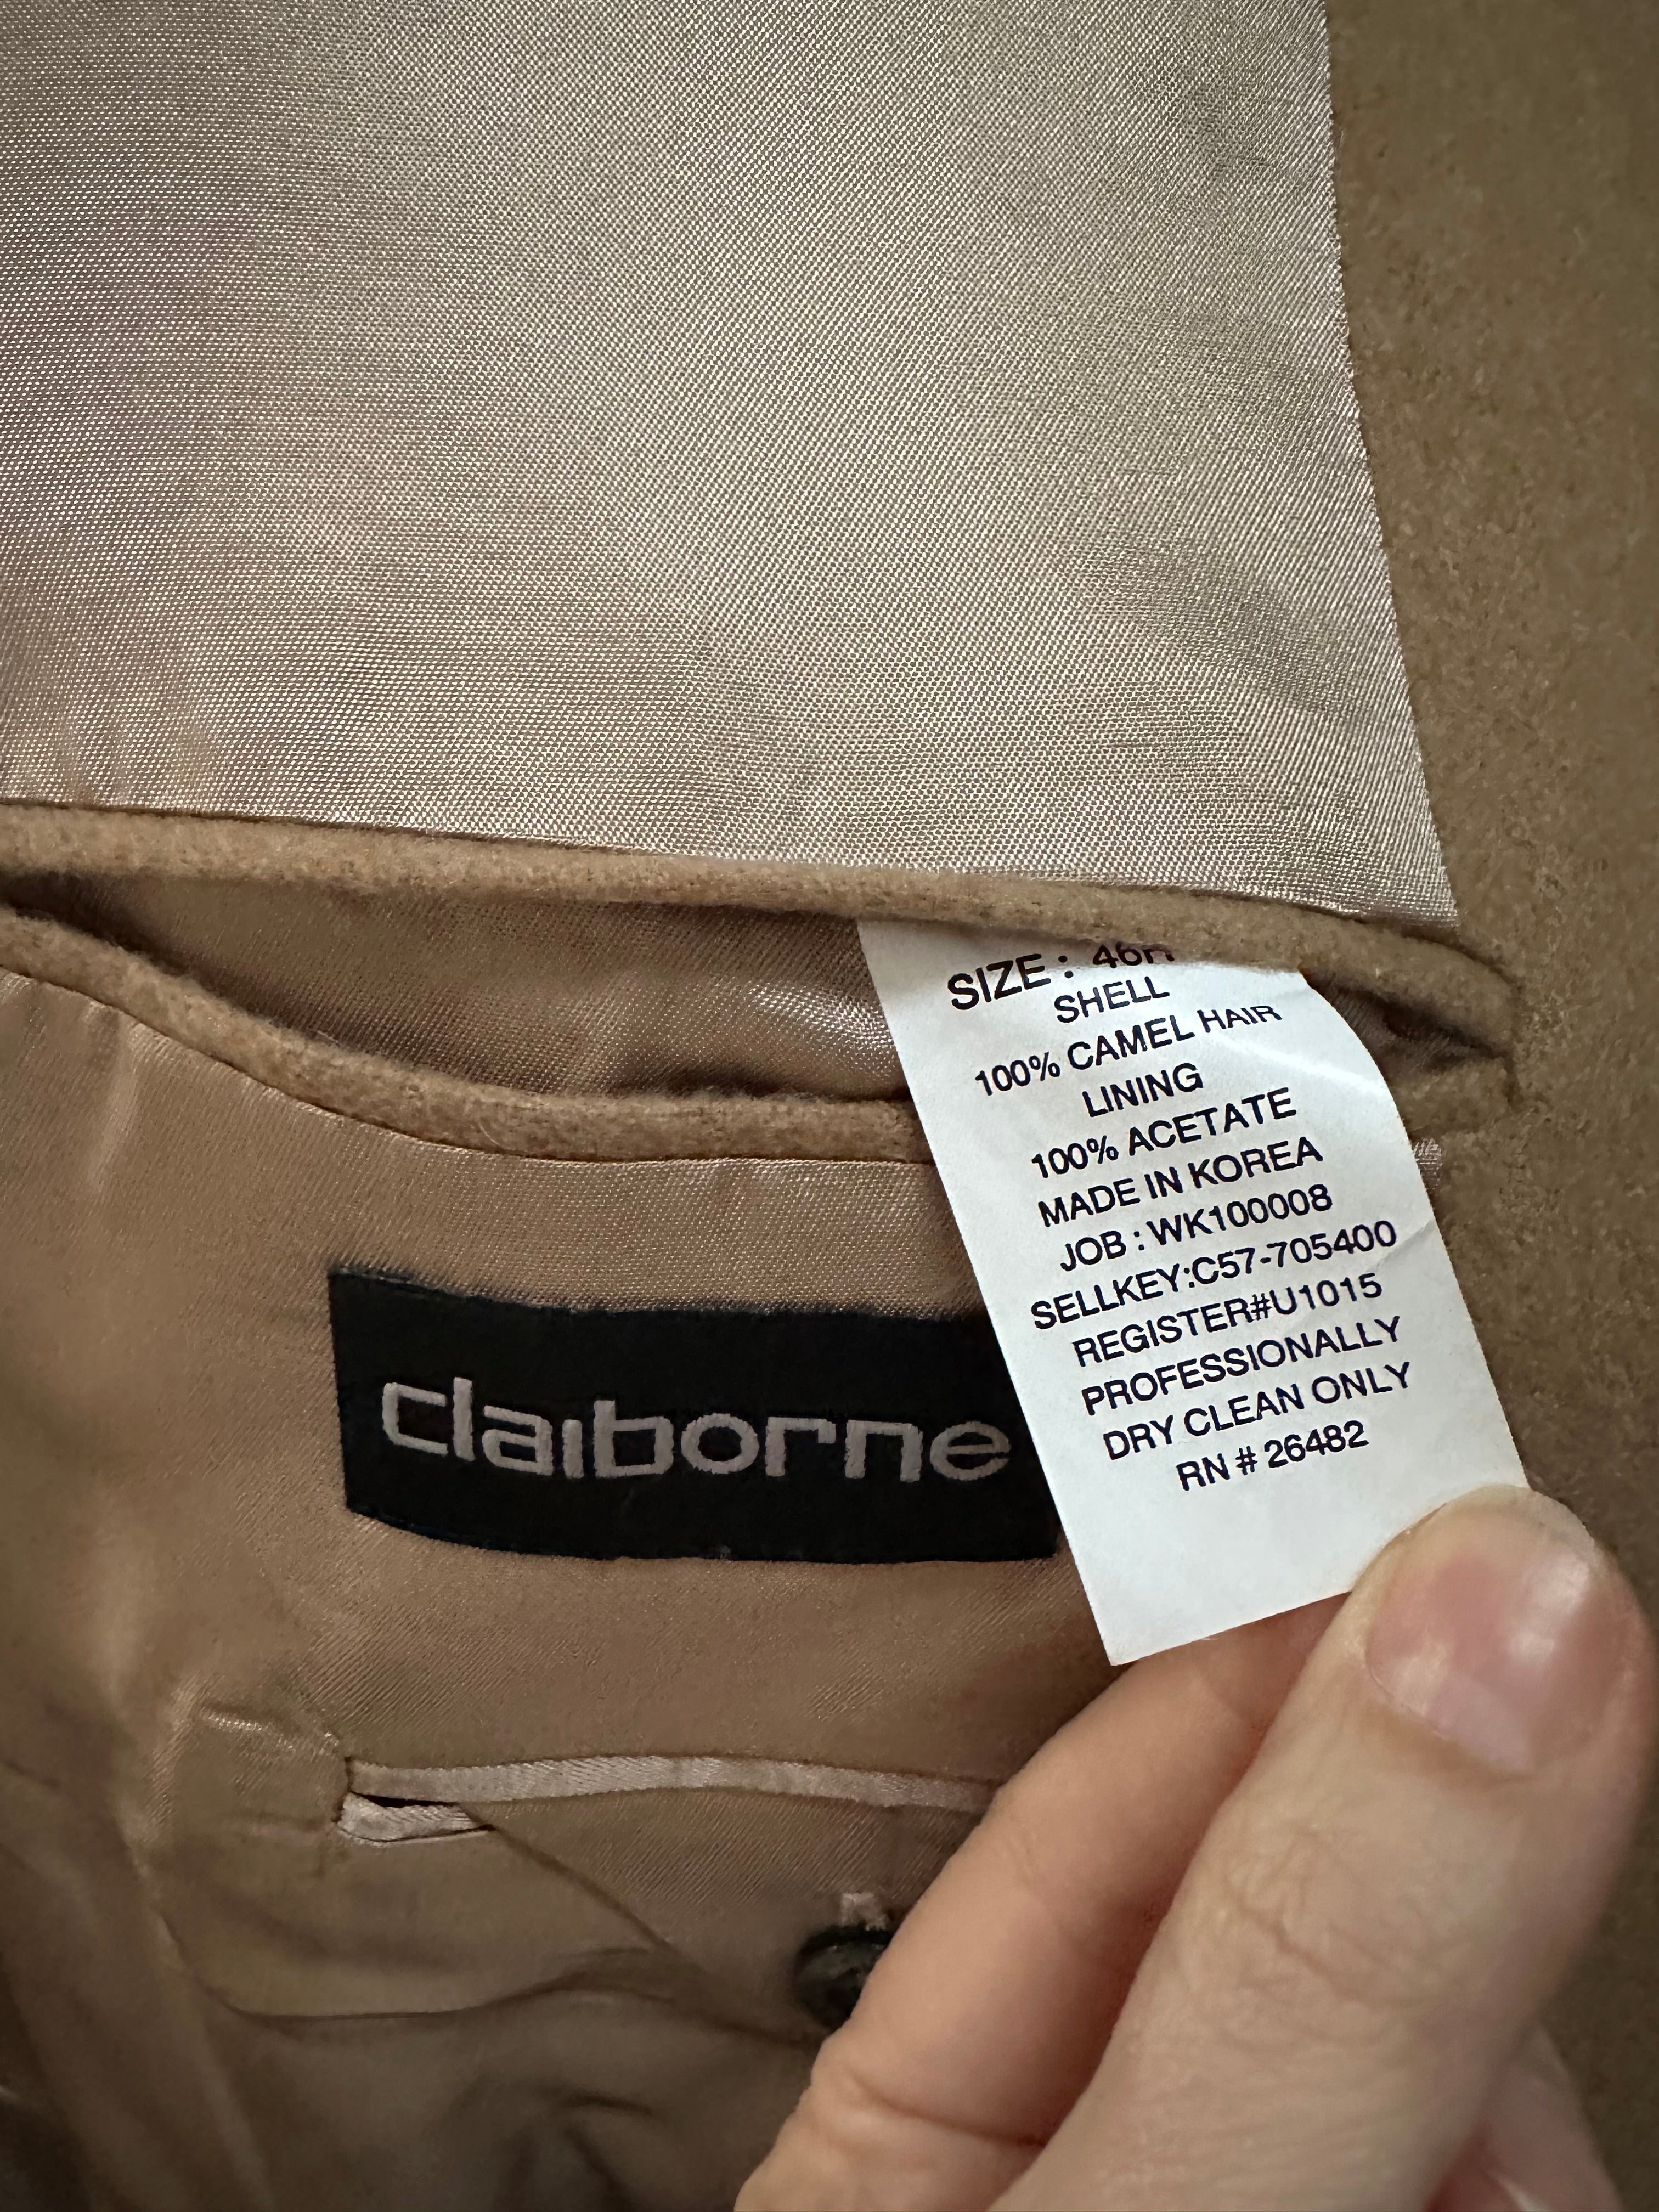 SIZE : 46R
SHELL
100% CAMEL HAIR
LINING
100% ACETATE
MADE IN KOREA
JOB : WK100008
SELLKEY:C57-705400
REGISTER#U1015
PROFESSIONALLY
DRY CLEAN ONLY
RN # 26482
claiborne